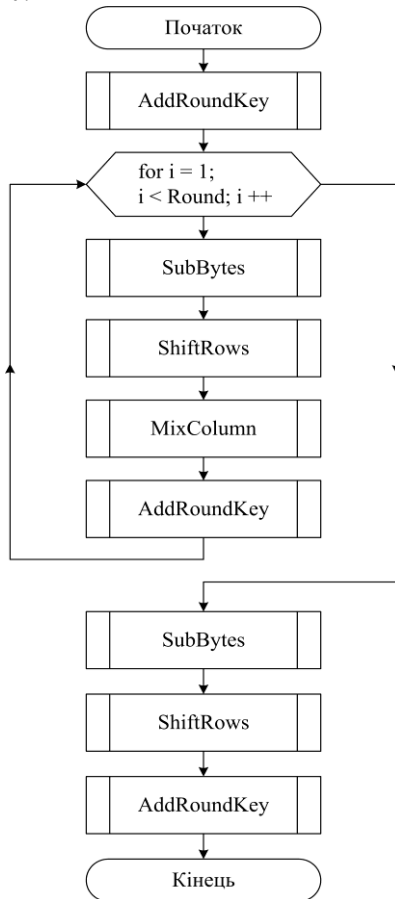 Початок
AddRoundKey
for i = 1;
i < Round; i ++
SubBytes
ShiftRows
MixColumn
AddRoundKey
SubBytes
ShiftRows
AddRoundKey
Кінець